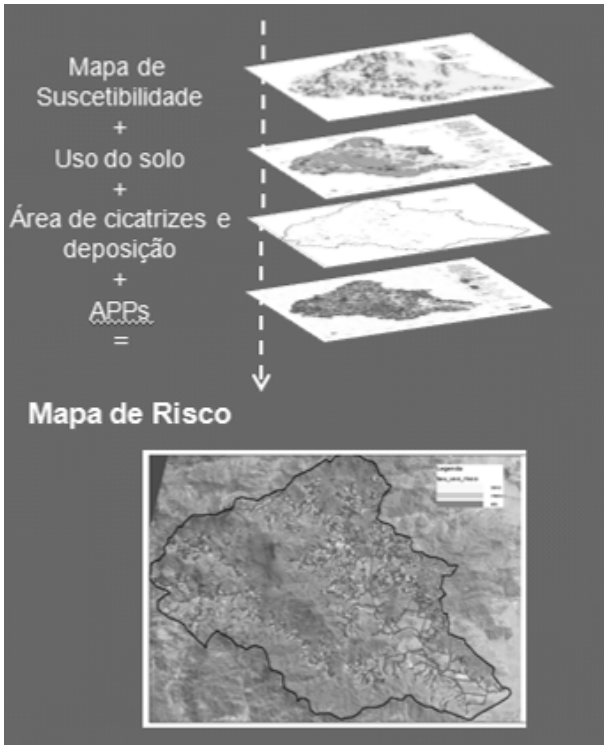 Mapa de
Suscetibilidade
+
Uso do solo
+
Área de cicatrizes e
deposição
+
APPs
=
Mapa de Risco
Legenda